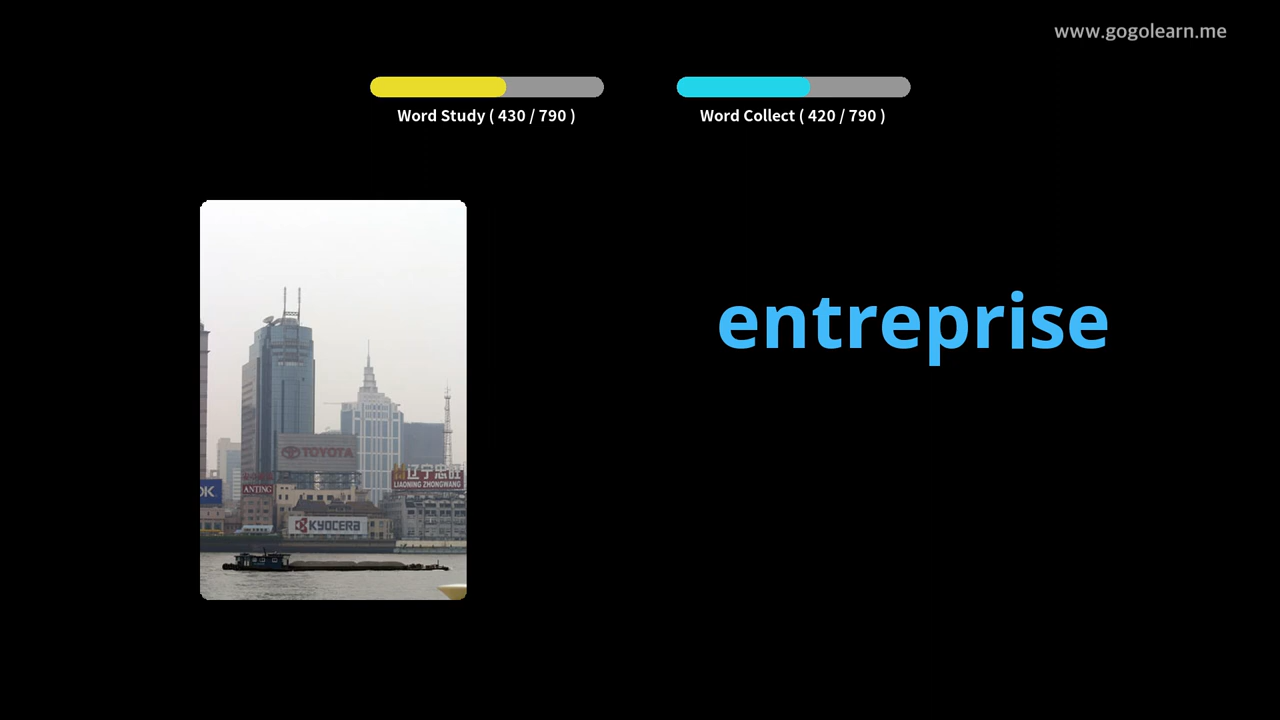 www.gogolearn.me
Word Study ( 430 / 790 )
Word Collect ( 420 / 790 )
entreprise
TOYOTA
辽宁忠旺
LIAONING ZHONGWANG
OK
ANTING
KYOCERA